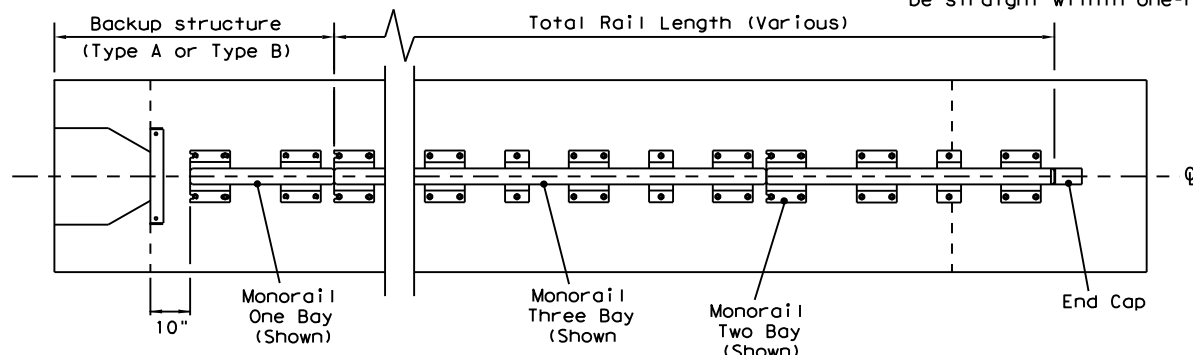 be straight within one-
Backup structure
(Type A or Type B)
Total Rail Length (Various)
℄
10"
Monorail
One Bay
(Shown)
Monorail
Three Bay
(Shown
Monorail
Two Bay
(Shown)
End Cap